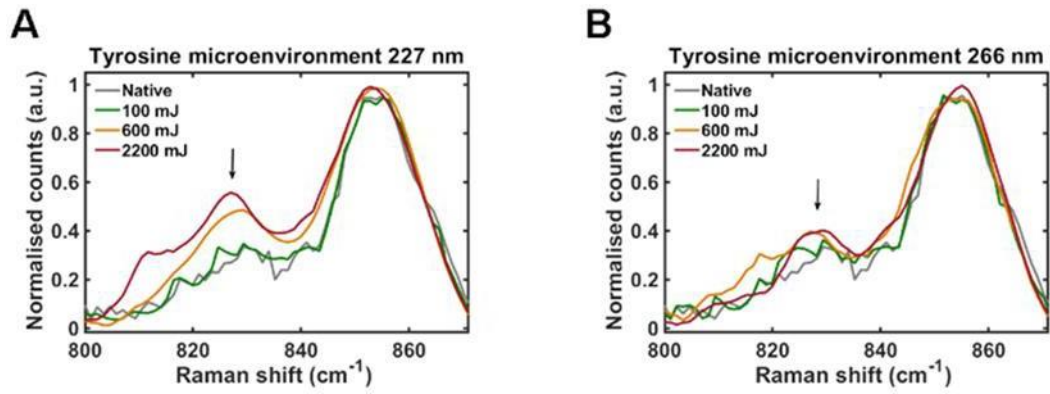 A
Tyrosine microenvironment 227 nm
Normalised counts (a.u.)
1
0.8
0.6
0.4
0.2
0
Native
100 mJ
600 mJ
2200 mJ
800
820
840
860
Raman shift (cm⁻¹)
B
Tyrosine microenvironment 266 nm
Normalised counts (a.u.)
1
0.8
0.6
0.4
0.2
0
Native
100 mJ
600 mJ
2200 mJ
800
820
840
860
Raman shift (cm⁻¹)